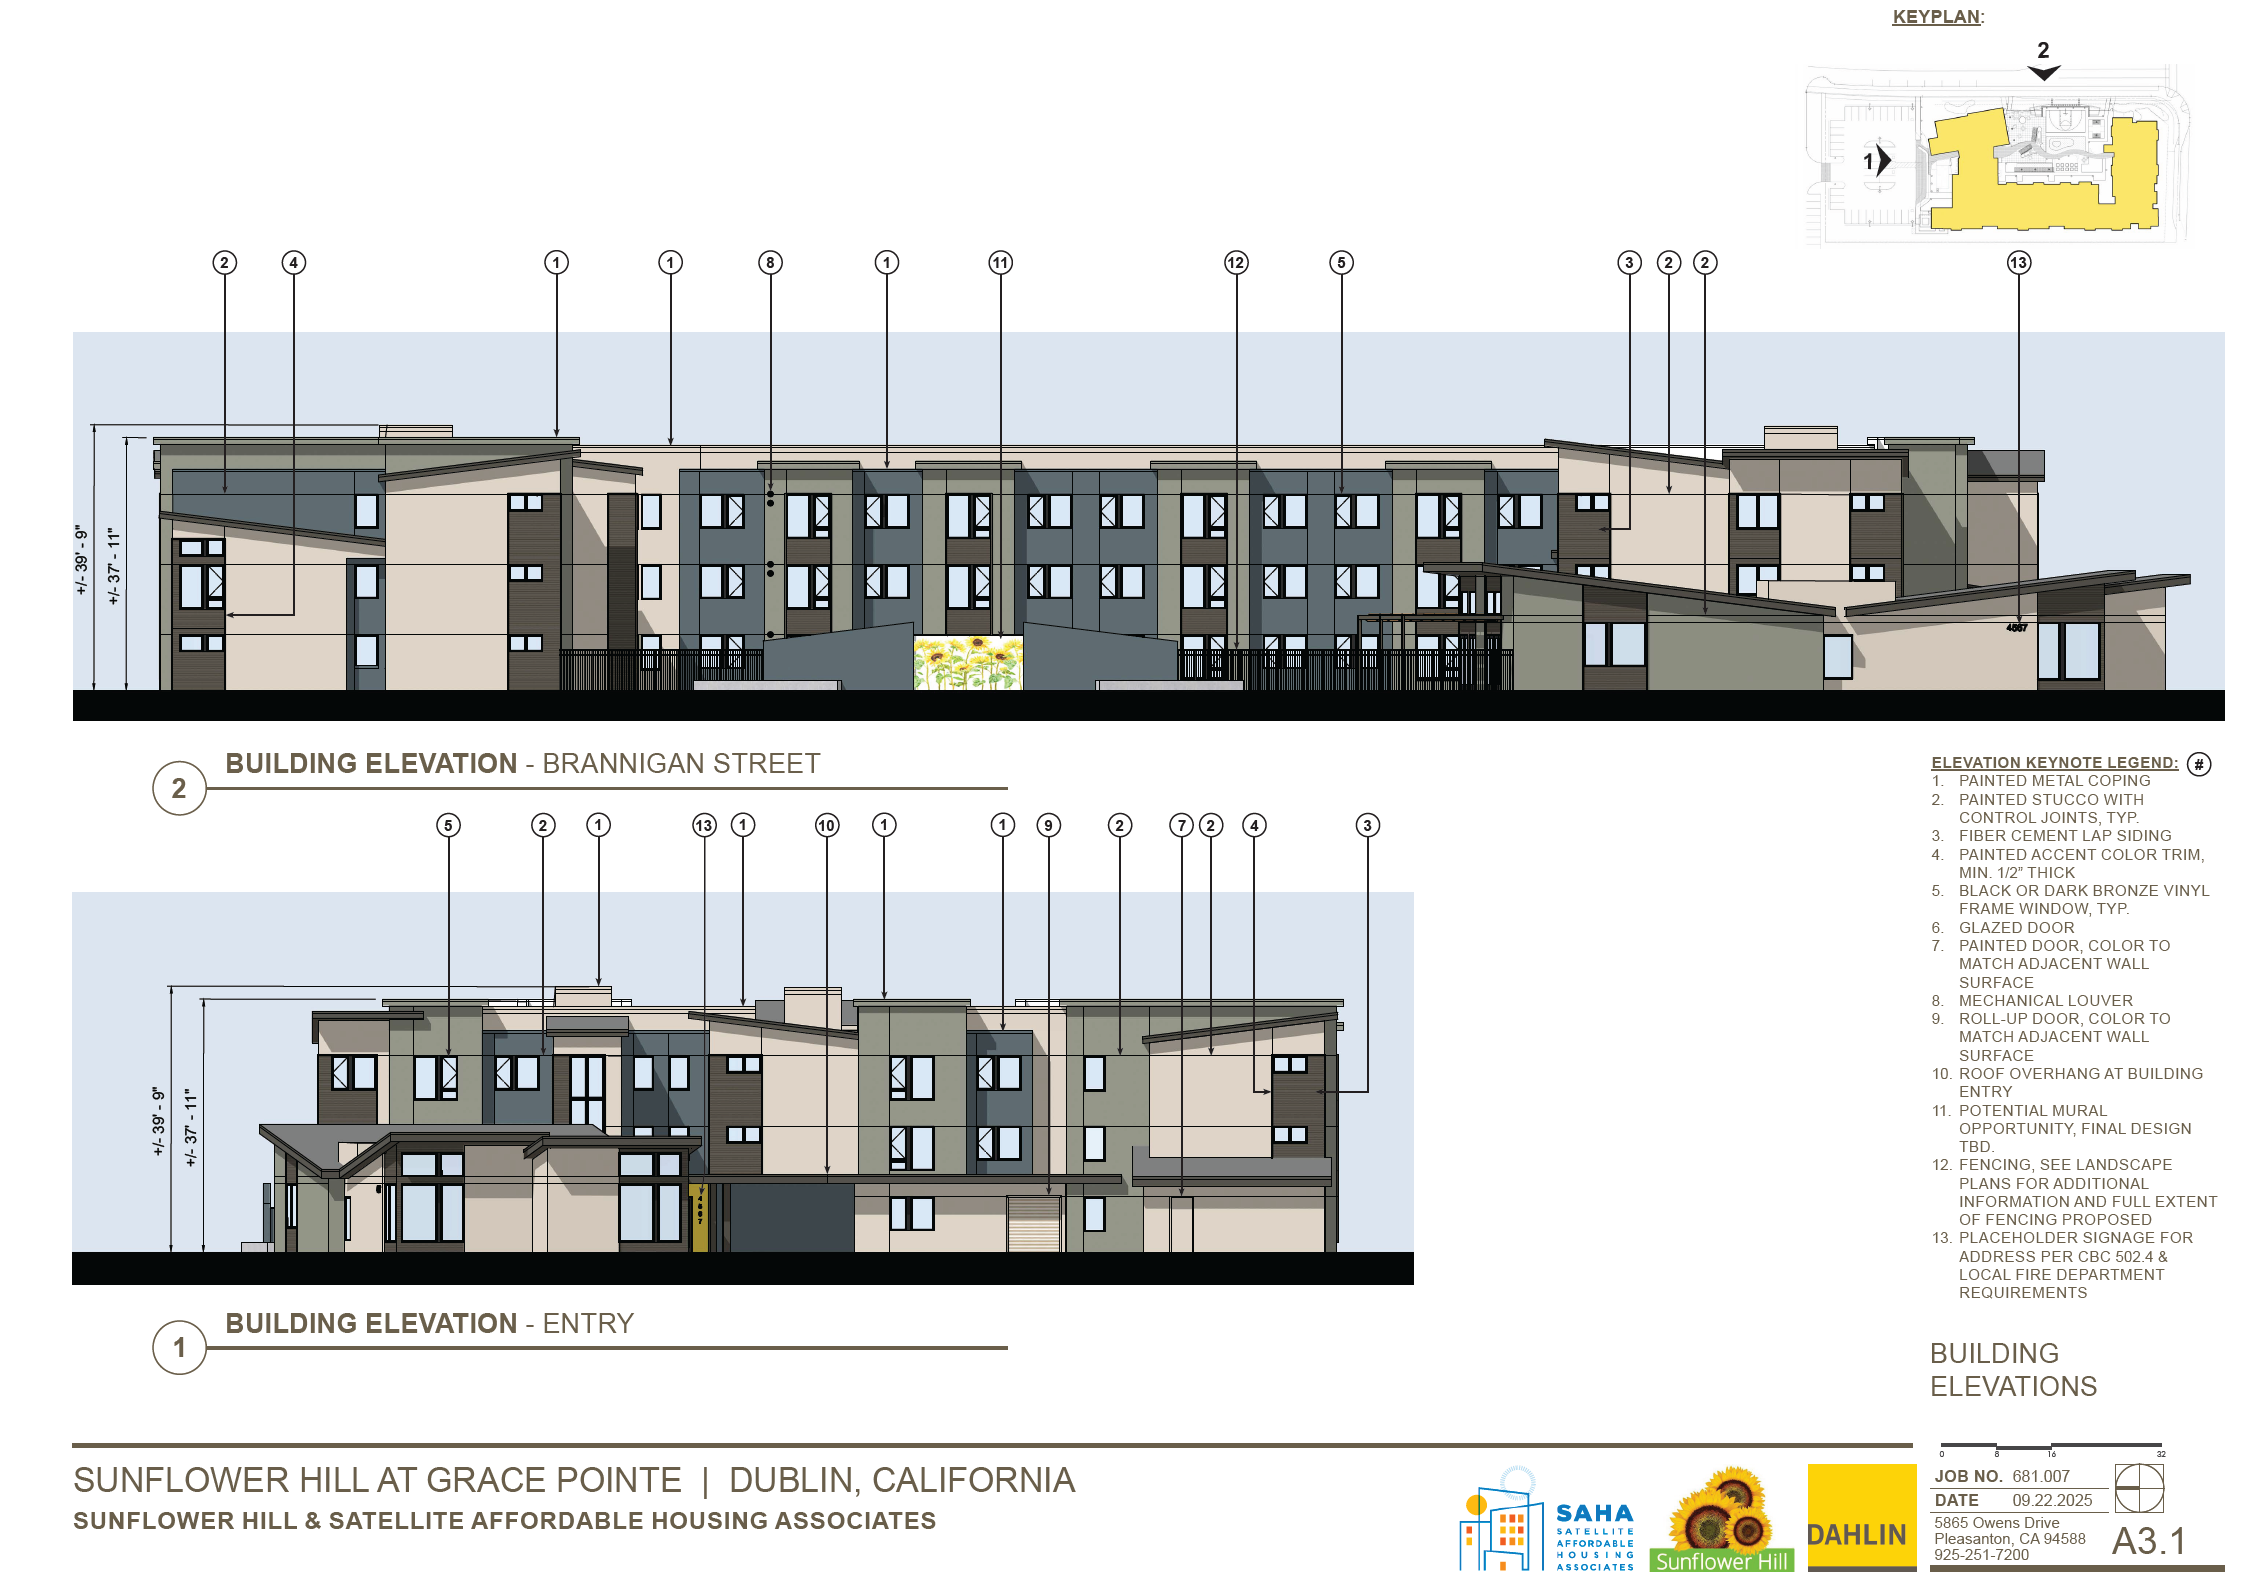 KEYPLAN:
2
1
2 4 1 1 8 1 11 12 5 3 2 2 13
+/- 39' - 9"
+/- 37' - 11"
4567
2
BUILDING ELEVATION - BRANNIGAN STREET
5 2 1 13 1 10 1 1 9 2 7 2 4 3
+/- 39' - 9"
+/- 37' - 11"
4
5
6
7
1
BUILDING ELEVATION - ENTRY
ELEVATION KEYNOTE LEGEND: #
1. PAINTED METAL COPING
2. PAINTED STUCCO WITH
CONTROL JOINTS, TYP.
3. FIBER CEMENT LAP SIDING
4. PAINTED ACCENT COLOR TRIM,
MIN. 1/2” THICK
5. BLACK OR DARK BRONZE VINYL
FRAME WINDOW, TYP.
6. GLAZED DOOR
7. PAINTED DOOR, COLOR TO
MATCH ADJACENT WALL
SURFACE
8. MECHANICAL LOUVER
9. ROLL-UP DOOR, COLOR TO
MATCH ADJACENT WALL
SURFACE
10. ROOF OVERHANG AT BUILDING
ENTRY
11. POTENTIAL MURAL
OPPORTUNITY, FINAL DESIGN
TBD.
12. FENCING, SEE LANDSCAPE
PLANS FOR ADDITIONAL
INFORMATION AND FULL EXTENT
OF FENCING PROPOSED
13. PLACEHOLDER SIGNAGE FOR
ADDRESS PER CBC 502.4 &
LOCAL FIRE DEPARTMENT
REQUIREMENTS
BUILDING
ELEVATIONS
SUNFLOWER HILL AT GRACE POINTE | DUBLIN, CALIFORNIA
SUNFLOWER HILL & SATELLITE AFFORDABLE HOUSING ASSOCIATES
SAHA
SATELLITE
AFFORDABLE
HOUSING
ASSOCIATES
Sunflower Hill
DAHLIN
0 8 16 32
JOB NO. 681.007
DATE 09.22.2025
5865 Owens Drive
Pleasanton, CA 94588
925-251-7200
A3.1